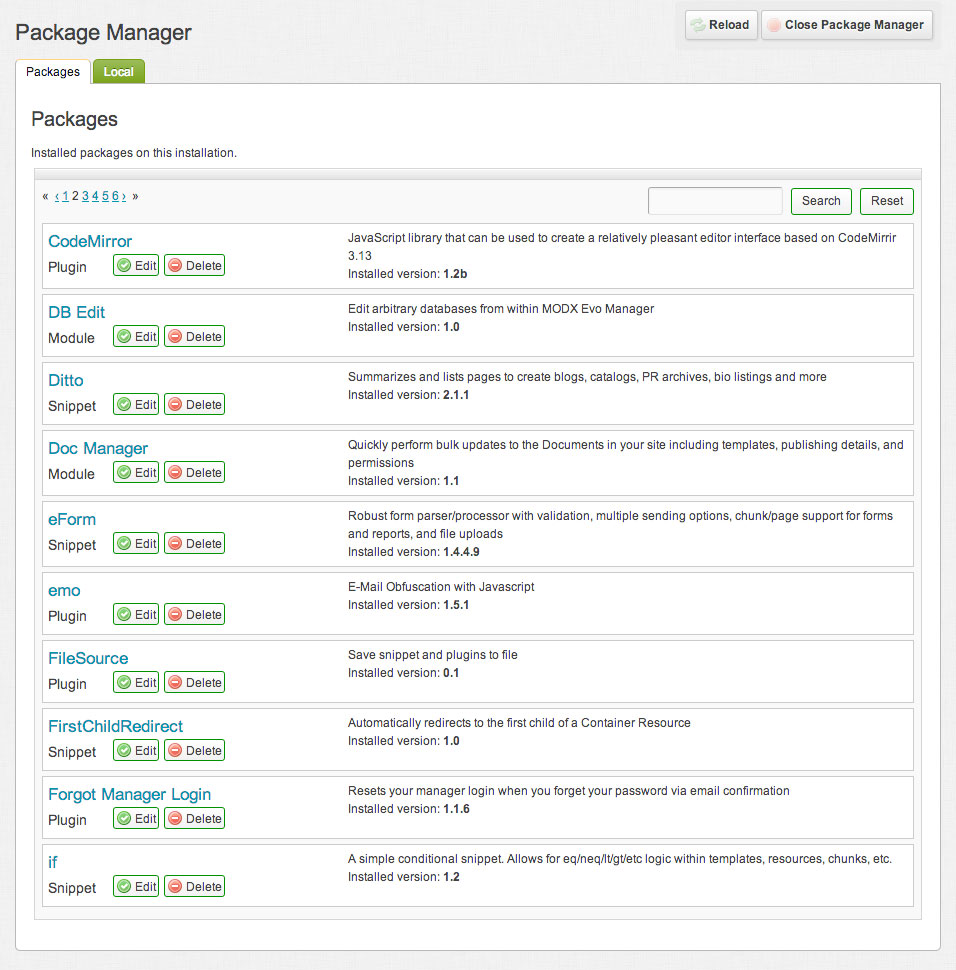 Package Manager
Reload
Close Package Manager
Packages
Local
Packages
Installed packages on this installation.
« ‹ 1 2 3 4 5 6 › »
Search
Reset
CodeMirror
JavaScript library that can be used to create a relatively pleasant editor interface based on CodeMirrir
3.13
Plugin Edit Delete
Installed version: 1.2b
DB Edit
Edit arbitrary databases from within MODX Evo Manager
Module Edit Delete
Installed version: 1.0
Ditto
Summarizes and lists pages to create blogs, catalogs, PR archives, bio listings and more
Snippet Edit Delete
Installed version: 2.1.1
Doc Manager
Quickly perform bulk updates to the Documents in your site including templates, publishing details, and
permissions
Module Edit Delete
Installed version: 1.1
eForm
Robust form parser/processor with validation, multiple sending options, chunk/page support for forms
and reports, and file uploads
Snippet Edit Delete
Installed version: 1.4.4.9
emo
E-Mail Obfuscation with Javascript
Plugin Edit Delete
Installed version: 1.5.1
FileSource
Save snippet and plugins to file
Plugin Edit Delete
Installed version: 0.1
FirstChildRedirect
Automatically redirects to the first child of a Container Resource
Snippet Edit Delete
Installed version: 1.0
Forgot Manager Login
Resets your manager login when you forget your password via email confirmation
Plugin Edit Delete
Installed version: 1.1.6
if
A simple conditional snippet. Allows for eq/neq/lt/gt/etc logic within templates, resources, chunks, etc.
Snippet Edit Delete
Installed version: 1.2